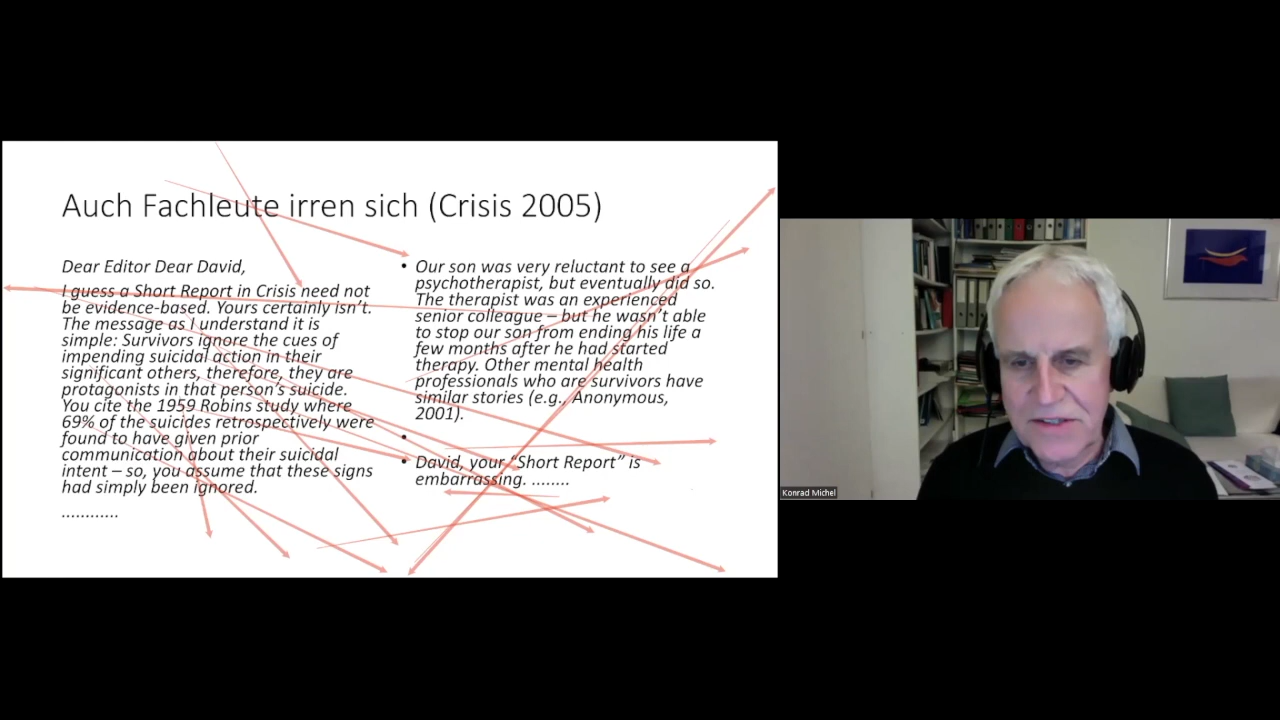 Auch Fachleute irren sich (Crisis 2005)
Dear Editor Dear David,
I guess a Short Report in Crisis need not
be evidence-based. Yours certainly isn't.
The message as I understand it is
simple: Survivors ignore the cues of
impending suicidal action in their
significant others, therefore, they are
protagonists in that person's suicide.
You cite the 1959 Robins study where
69% of the suicides retrospectively were
found to have given prior
communication about their suicidal
intent – so, you assume that these signs
had simply been ignored.
............
• Our son was very reluctant to see a
psychotherapist, but eventually did so.
The therapist was an experienced
senior colleague – but he wasn't able
to stop our son from ending his life a
few months after he had started
therapy. Other mental health
professionals who are survivors have
similar stories (e.g., Anonymous,
2001).
•
• David, your "Short Report" is
embarrassing. ........
Konrad Michel